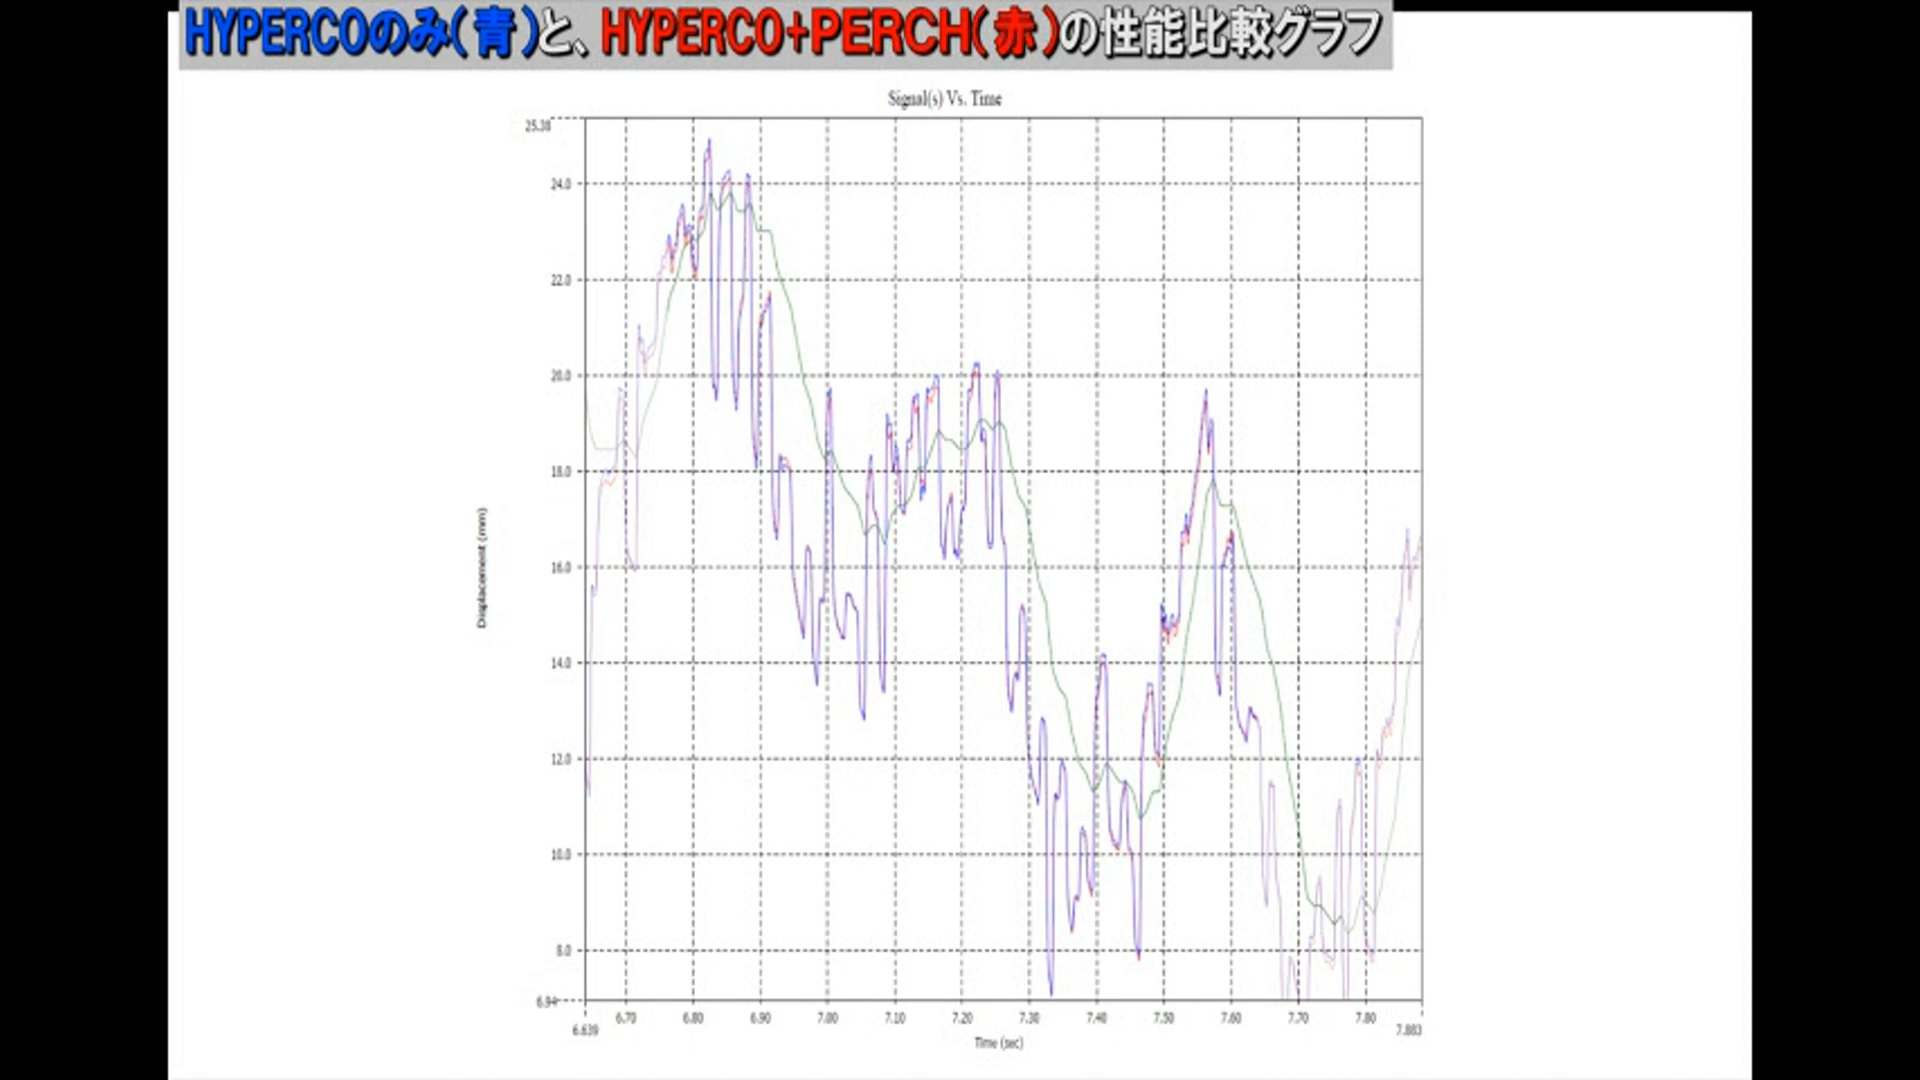 HYPERCOのみ(青)と、HYPERCO+PERCH(赤)の性能比較グラフ
Signal(s) Vs. Time
25.38
24.0
22.0
20.0
18.0
16.0
14.0
12.0
10.0
8.0
6.94
Displacement (mm)
6.70 6.80 6.90 7.00 7.10 7.20 7.30 7.40 7.50 7.60 7.70 7.80
6.639 7.883
Time (sec)